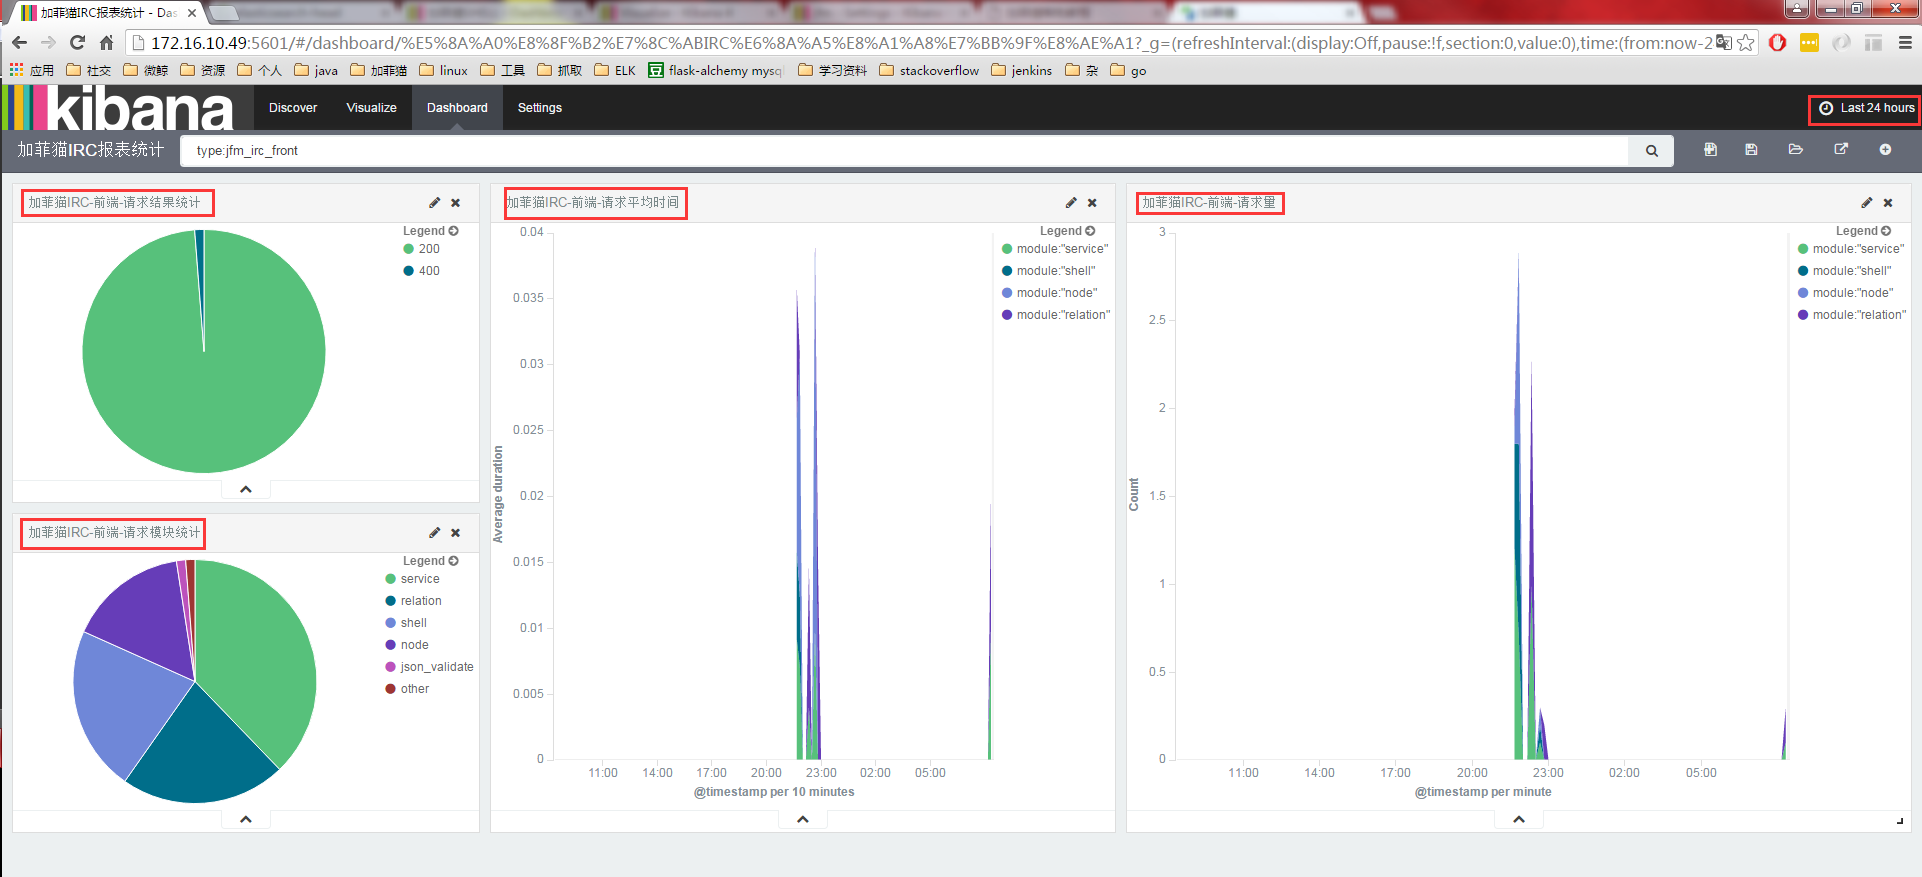 加菲猫IRC报表统计 - Das
172.16.10.49:5601/#/dashboard/%E5%8A%A0%E8%8F%B2%E7%8C%ABIRC%E6%8A%A5%E8%A1%A8%E7%BB%9F%E8%AE%A1?_g=(refreshInterval:(display:Off,pause:!f,section:0,value:0),time:(from:now-2
应用 社交 微鲸 资源 个人 java 加菲猫 linux 工具 抓取 ELK flask-alchemy mysql 学习资料 stackoverflow jenkins 杂 go
kibana Discover Visualize Dashboard Settings Last 24 hours
加菲猫IRC报表统计 type:jfm_irc_front
加菲猫IRC-前端-请求结果统计
Legend
200
400
加菲猫IRC-前端-请求模块统计
Legend
service
relation
shell
node
json_validate
other
加菲猫IRC-前端-请求平均时间
Legend
module:"service"
module:"shell"
module:"node"
module:"relation"
Average duration
0.04
0.035
0.03
0.025
0.02
0.015
0.01
0.005
0
11:00 14:00 17:00 20:00 23:00 02:00 05:00
@timestamp per 10 minutes
加菲猫IRC-前端-请求量
Legend
module:"service"
module:"shell"
module:"node"
module:"relation"
Count
3
2.5
2
1.5
1
0.5
0
11:00 14:00 17:00 20:00 23:00 02:00 05:00
@timestamp per minute